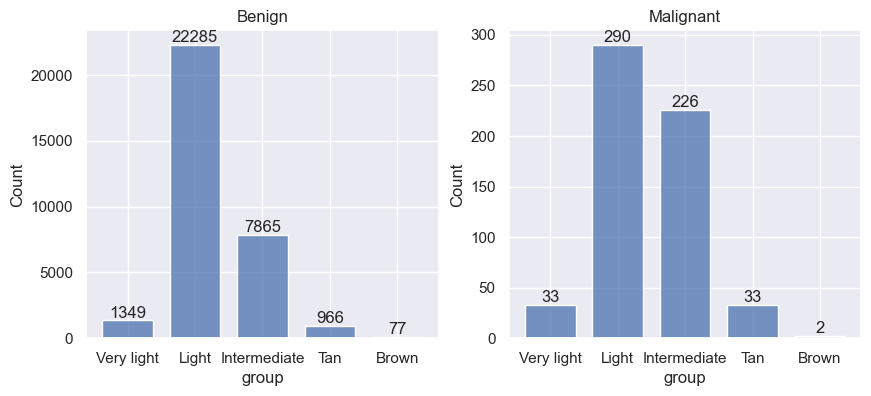 Benign
22285
20000
15000
10000
5000
0
Count
7865
1349
966
77
Very light
Light
Intermediate
Tan
Brown
group
Malignant
300
250
200
150
100
50
0
Count
290
226
33
33
2
Very light
Light
Intermediate
Tan
Brown
group